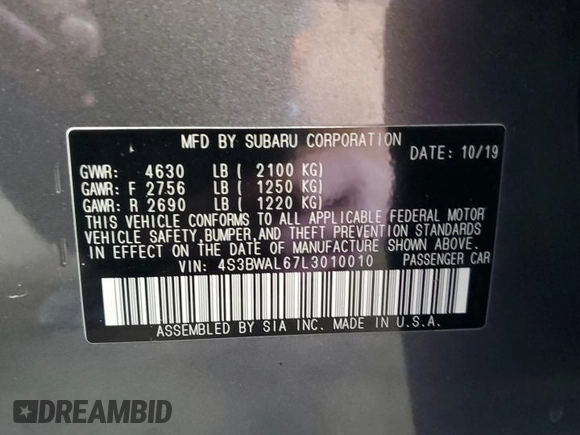 MFD BY SUBARU CORPORATION
DATE: 10/19
GVWR: 4630 LB ( 2100 KG)
GAWR: F 2756 LB ( 1250 KG)
GAWR: R 2690 LB ( 1220 KG)
THIS VEHICLE CONFORMS TO ALL APPLICABLE FEDERAL MOTOR
VEHICLE SAFETY, BUMPER, AND THEFT PREVENTION STANDARDS
IN EFFECT ON THE DATE OF MANUFACTURE SHOWN ABOVE.
VIN: 4S3BWAL67L3010010 PASSENGER CAR
ASSEMBLED BY SIA INC. MADE IN U.S.A.
DREAMBID